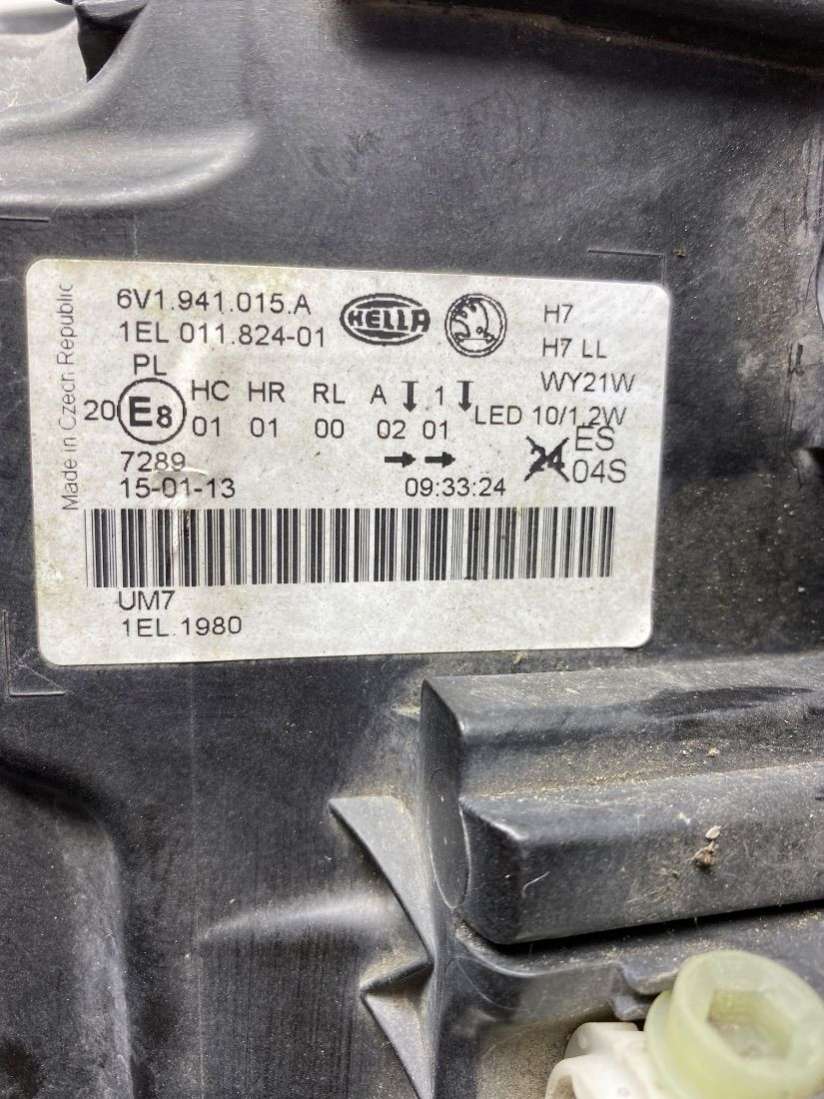 Made in Czech Republic
6V1.941.015.A
1EL 011.824-01
HELLA
H7
H7 LL
WY21W
LED 10/1,2W
PL
20 E8
HC HR RL A .1
01 01 00 02 01
7289
24 ES
04S
15-01-13 09:33:24
UM7
1EL.1980